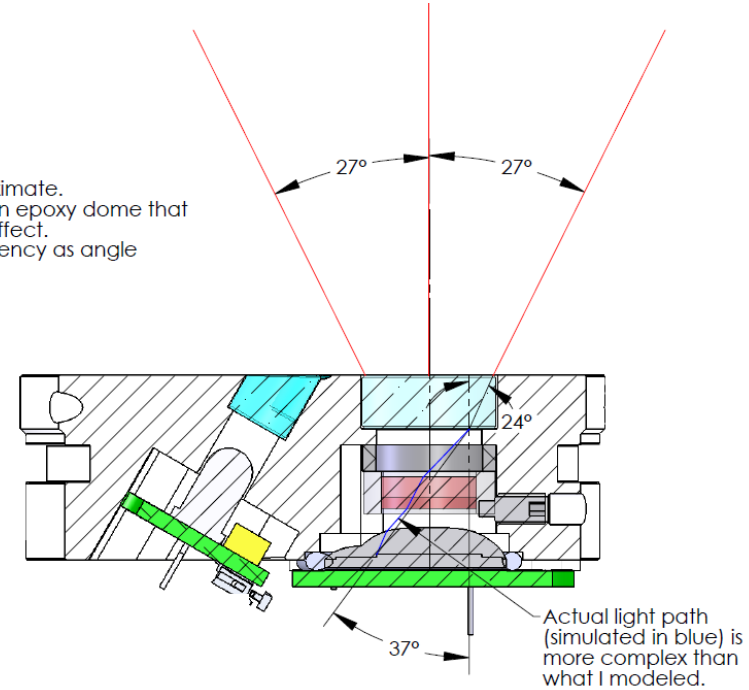 27°
27°
ximate.
n epoxy dome that
ffect.
ency as angle
24°
37°
Actual light path
(simulated in blue) is
more complex than
what I modeled.